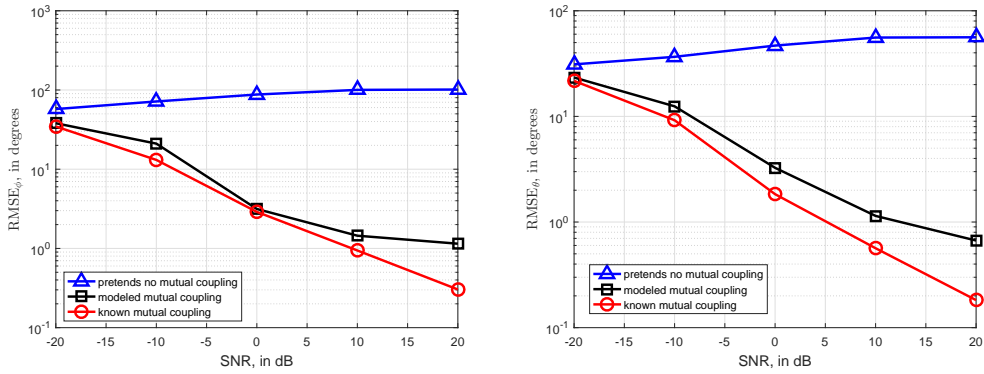 10^3
10^2
10^1
10^0
10^-1
RMSE_ϕ, in degrees
-20 -15 -10 -5 0 5 10 15 20
SNR, in dB
pretends no mutual coupling
modeled mutual coupling
known mutual coupling
10^2
10^1
10^0
10^-1
RMSE_θ, in degrees
-20 -15 -10 -5 0 5 10 15 20
SNR, in dB
pretends no mutual coupling
modeled mutual coupling
known mutual coupling